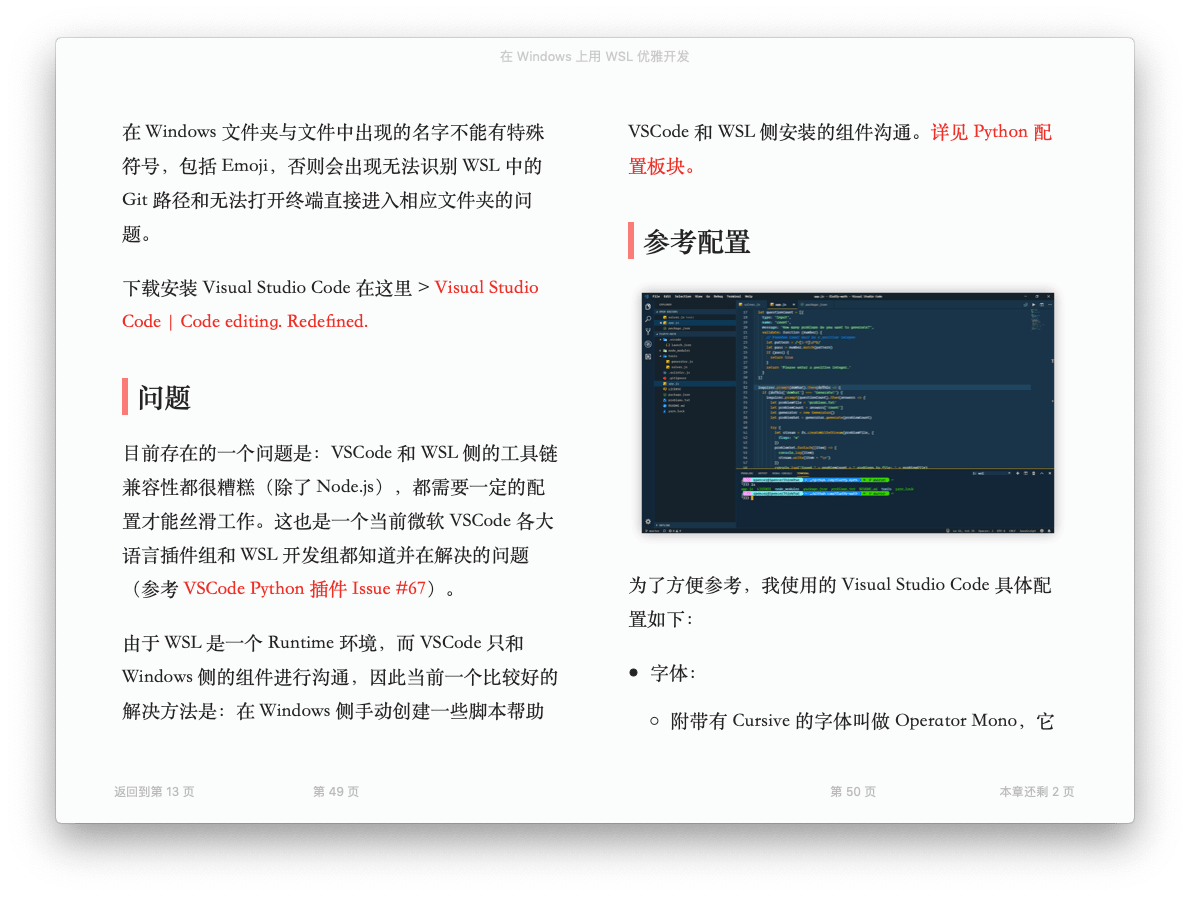 在 Windows 上用 WSL 优雅开发
在 Windows 文件夹与文件中出现的名字不能有特殊
符号，包括 Emoji，否则会出现无法识别 WSL 中的
Git 路径和无法打开终端直接进入相应文件夹的问
题。
下载安装 Visual Studio Code 在这里 > Visual Studio
Code | Code editing. Redefined.
问题
目前存在的一个问题是：VSCode 和 WSL 侧的工具链
兼容性都很糟糕（除了 Node.js），都需要一定的配
置才能丝滑工作。这也是一个当前微软 VSCode 各大
语言插件组和 WSL 开发组都知道并在解决的问题
（参考 VSCode Python 插件 Issue #67）。
由于 WSL 是一个 Runtime 环境，而 VSCode 只和
Windows 侧的组件进行沟通，因此当前一个比较好的
解决方法是：在 Windows 侧手动创建一些脚本帮助
返回到第 13 页
第 49 页
VSCode 和 WSL 侧安装的组件沟通。详见 Python 配
置板块。
参考配置
File Edit Selection View Go Debug Terminal Help
为了方便参考，我使用的 Visual Studio Code 具体配
置如下：
• 字体：
◦ 附带有 Cursive 的字体叫做 Operator Mono，它
第 50 页
本章还剩 2 页